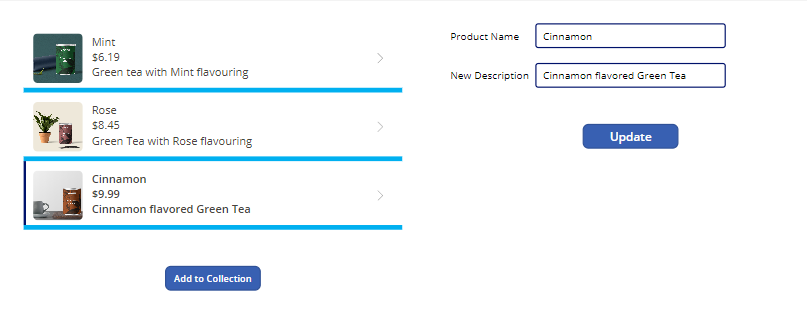 Mint
$6.19
Green tea with Mint flavouring
Rose
$8.45
Green Tea with Rose flavouring
Cinnamon
$9.99
Cinnamon flavored Green Tea
Add to Collection
Product Name
Cinnamon
New Description
Cinnamon flavored Green Tea
Update